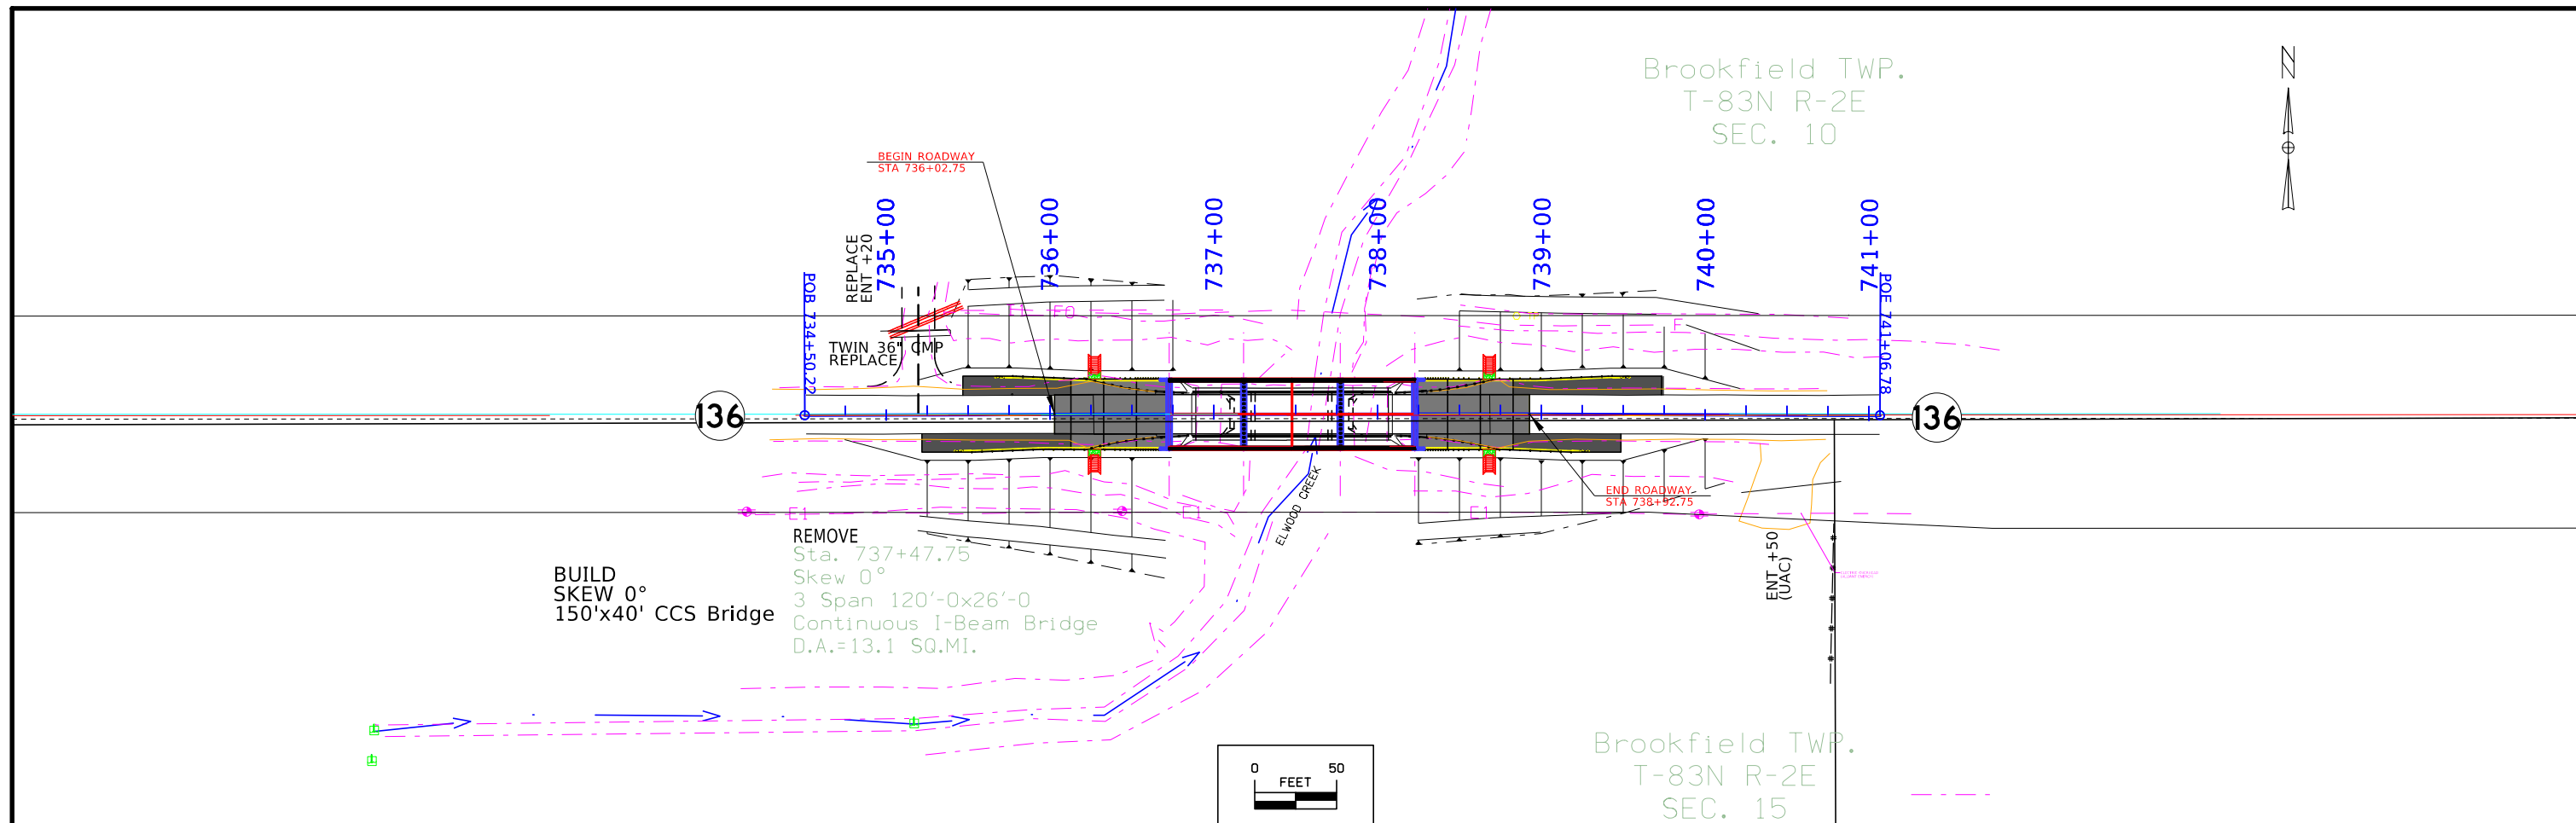 Brookfield TWP.
T-83N R-2E
SEC. 10
N
BEGIN ROADWAY
STA 736+02.75
REPLACE
ENT +20
735+00
736+00
737+00
738+00
739+00
740+00
741+00
POB 734+50.22
POE 741+06.78
TWIN 36" CMP
REPLACE
FO
F
136
136
END ROADWAY
STA 738+92.75
ELWOOD CREEK
E1
E1
E1
REMOVE
Sta. 737+47.75
Skew 0°
3 Span 120'-0x26'-0
Continuous I-Beam Bridge
D.A.=13.1 SQ.MI.
BUILD
SKEW 0°
150'x40' CCS Bridge
ENT +50
(UAC)
Brookfield TWP.
T-83N R-2E
SEC. 15
0 50
FEET